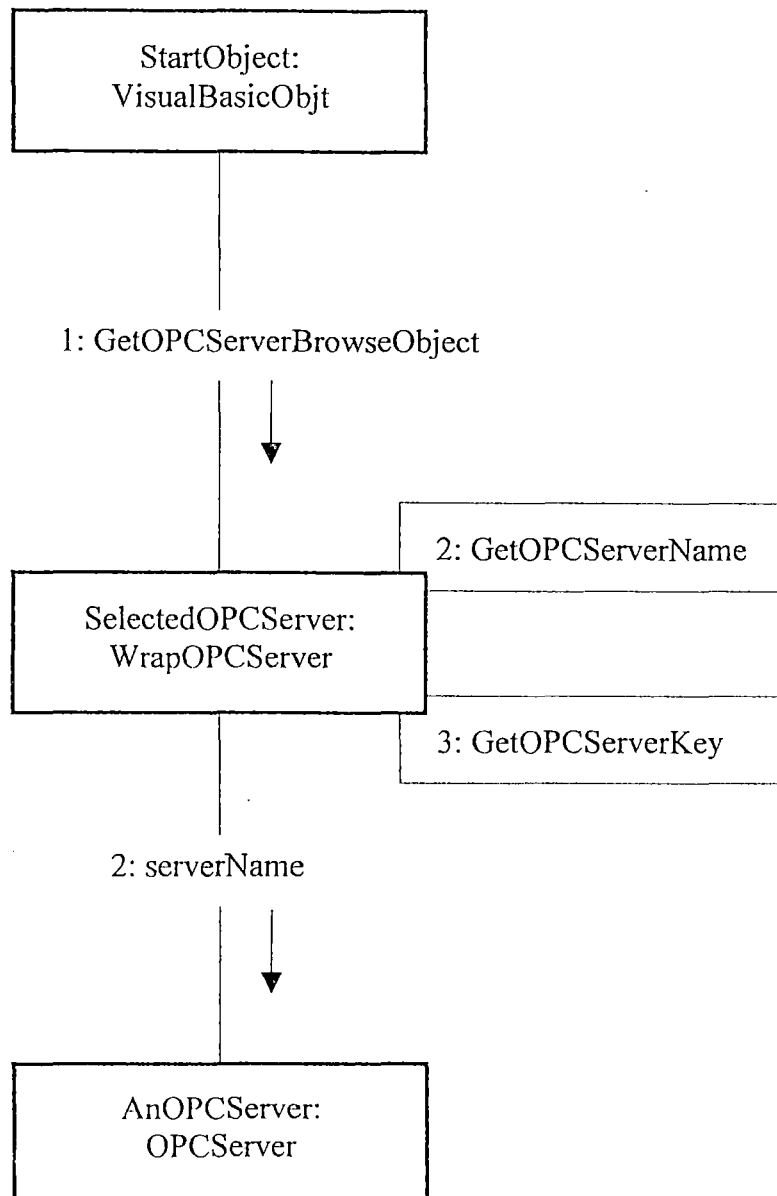 StartObject:
VisualBasicObjt
1: GetOPCServerBrowseObject
2: GetOPCServerName
SelectedOPCServer:
WrapOPCServer
3: GetOPCServerKey
2: serverName
AnOPCServer:
OPCServer